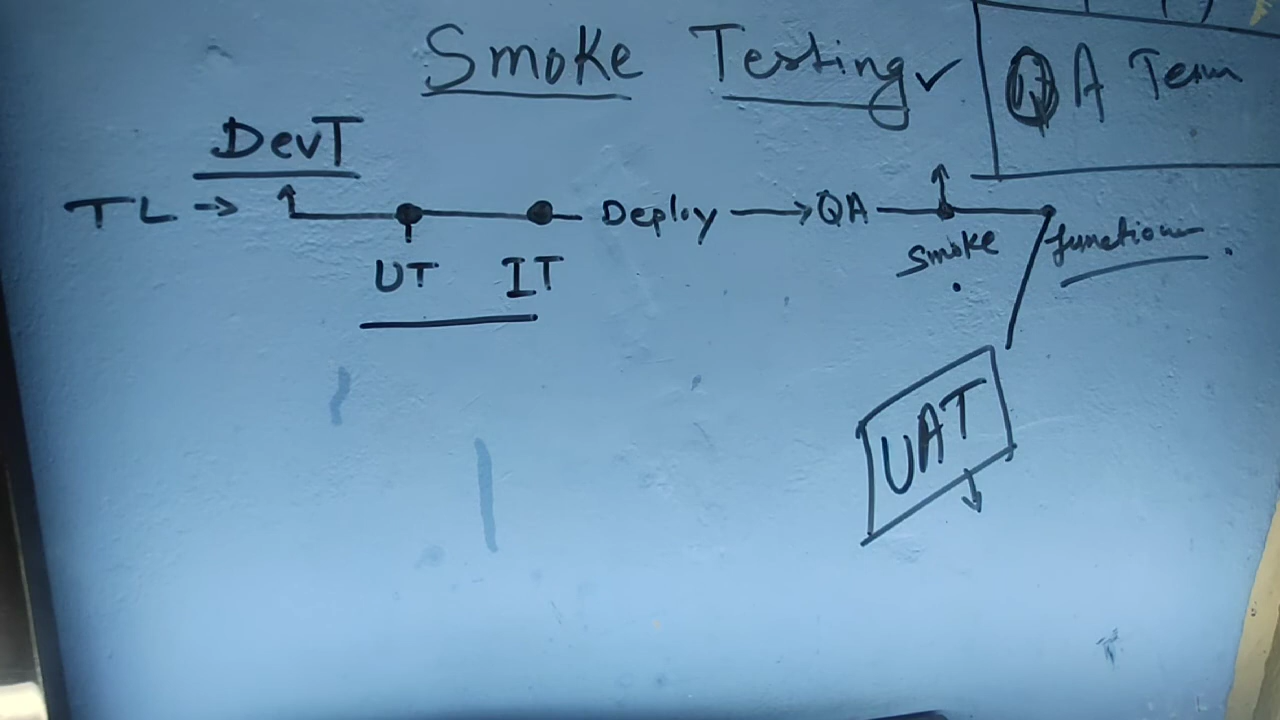 Smoke Testing
QA Team
DevT
TL → Deploy → QA
UT IT
Smoke
function
UAT